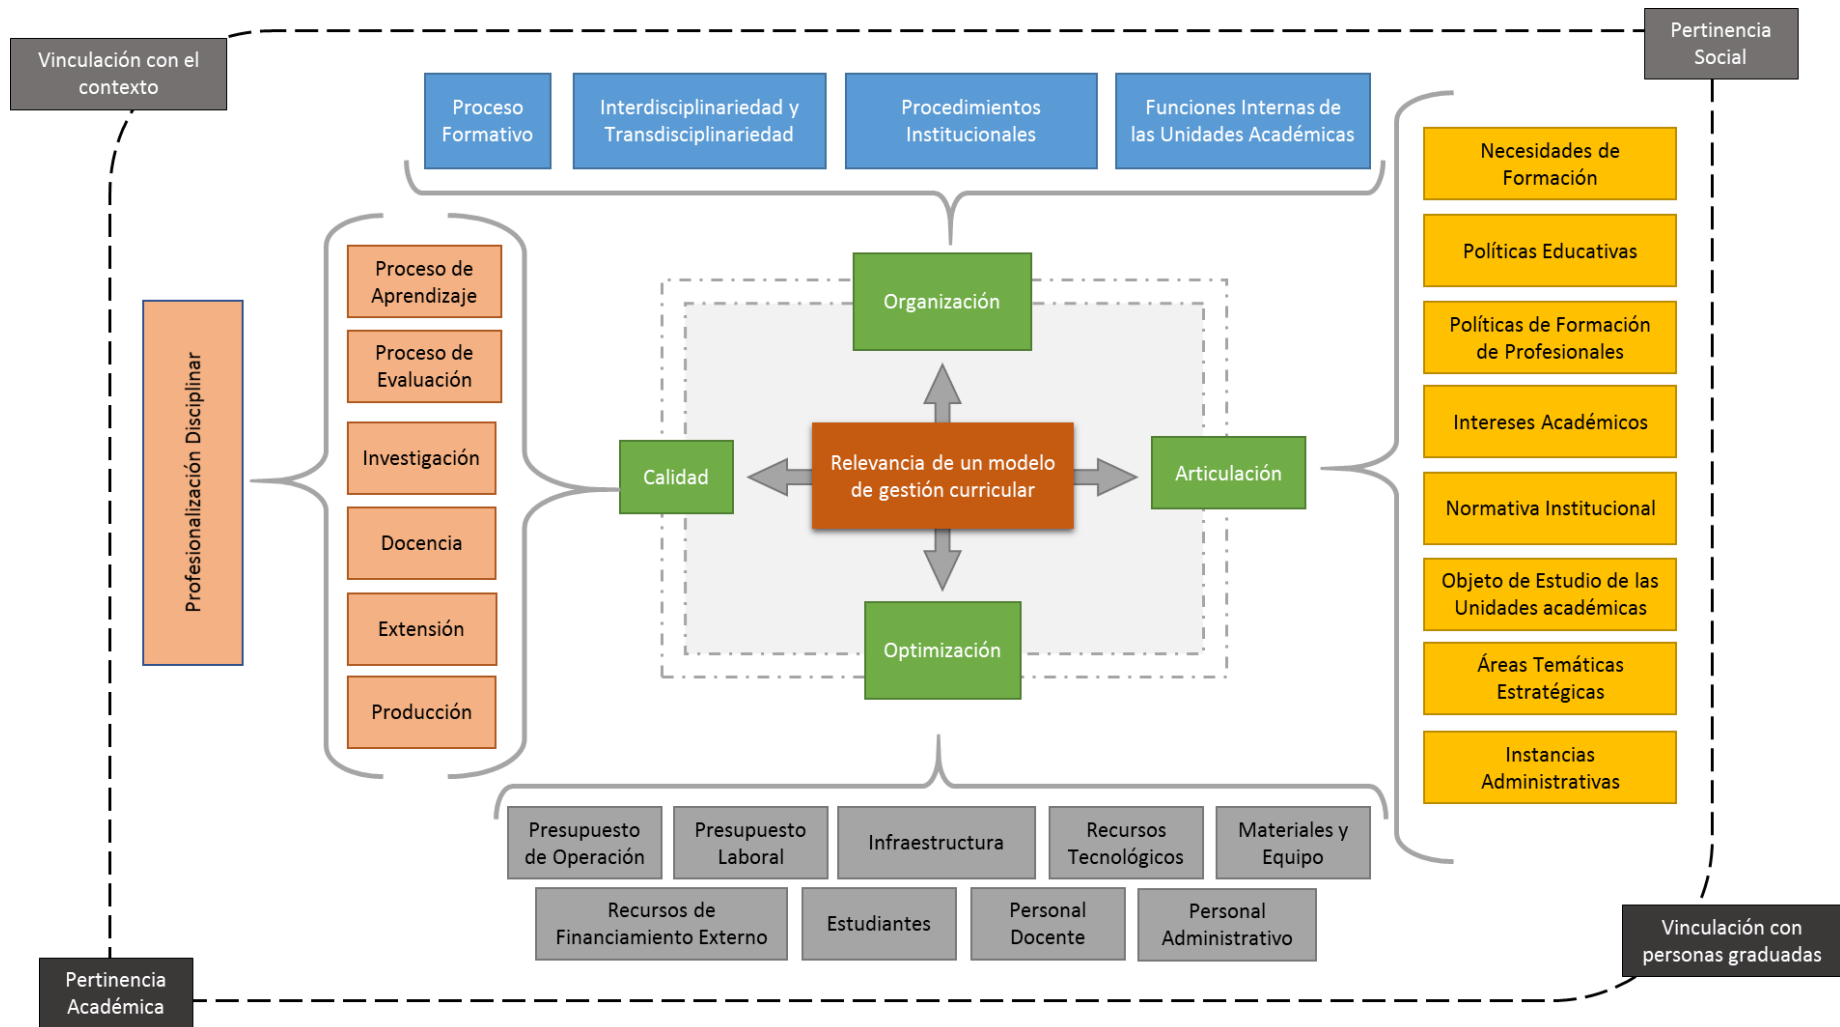 Vinculación con el
contexto
Pertinencia
Social
Proceso
Formativo
Interdisciplinariedad y
Transdisciplinariedad
Procedimientos
Institucionales
Funciones Internas de
las Unidades Académicas
Profesionalización Disciplinar
Proceso de
Aprendizaje
Proceso de
Evaluación
Investigación
Docencia
Extensión
Producción
Organización
Calidad
Relevancia de un modelo
de gestión curricular
Articulación
Optimización
Necesidades de
Formación
Políticas Educativas
Políticas de Formación
de Profesionales
Intereses Académicos
Normativa Institucional
Objeto de Estudio de las
Unidades académicas
Áreas Temáticas
Estratégicas
Instancias
Administrativas
Presupuesto
de Operación
Presupuesto
Laboral
Infraestructura
Recursos
Tecnológicos
Materiales y
Equipo
Recursos de
Financiamiento Externo
Estudiantes
Personal
Docente
Personal
Administrativo
Pertinencia
Académica
Vinculación con
personas graduadas